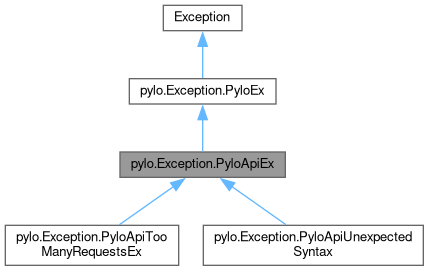 Exception
pylo.Exception.PyloEx
pylo.Exception.PyloApiEx
pylo.Exception.PyloApiToo
ManyRequestsEx
pylo.Exception.PyloApiUnexpected
Syntax